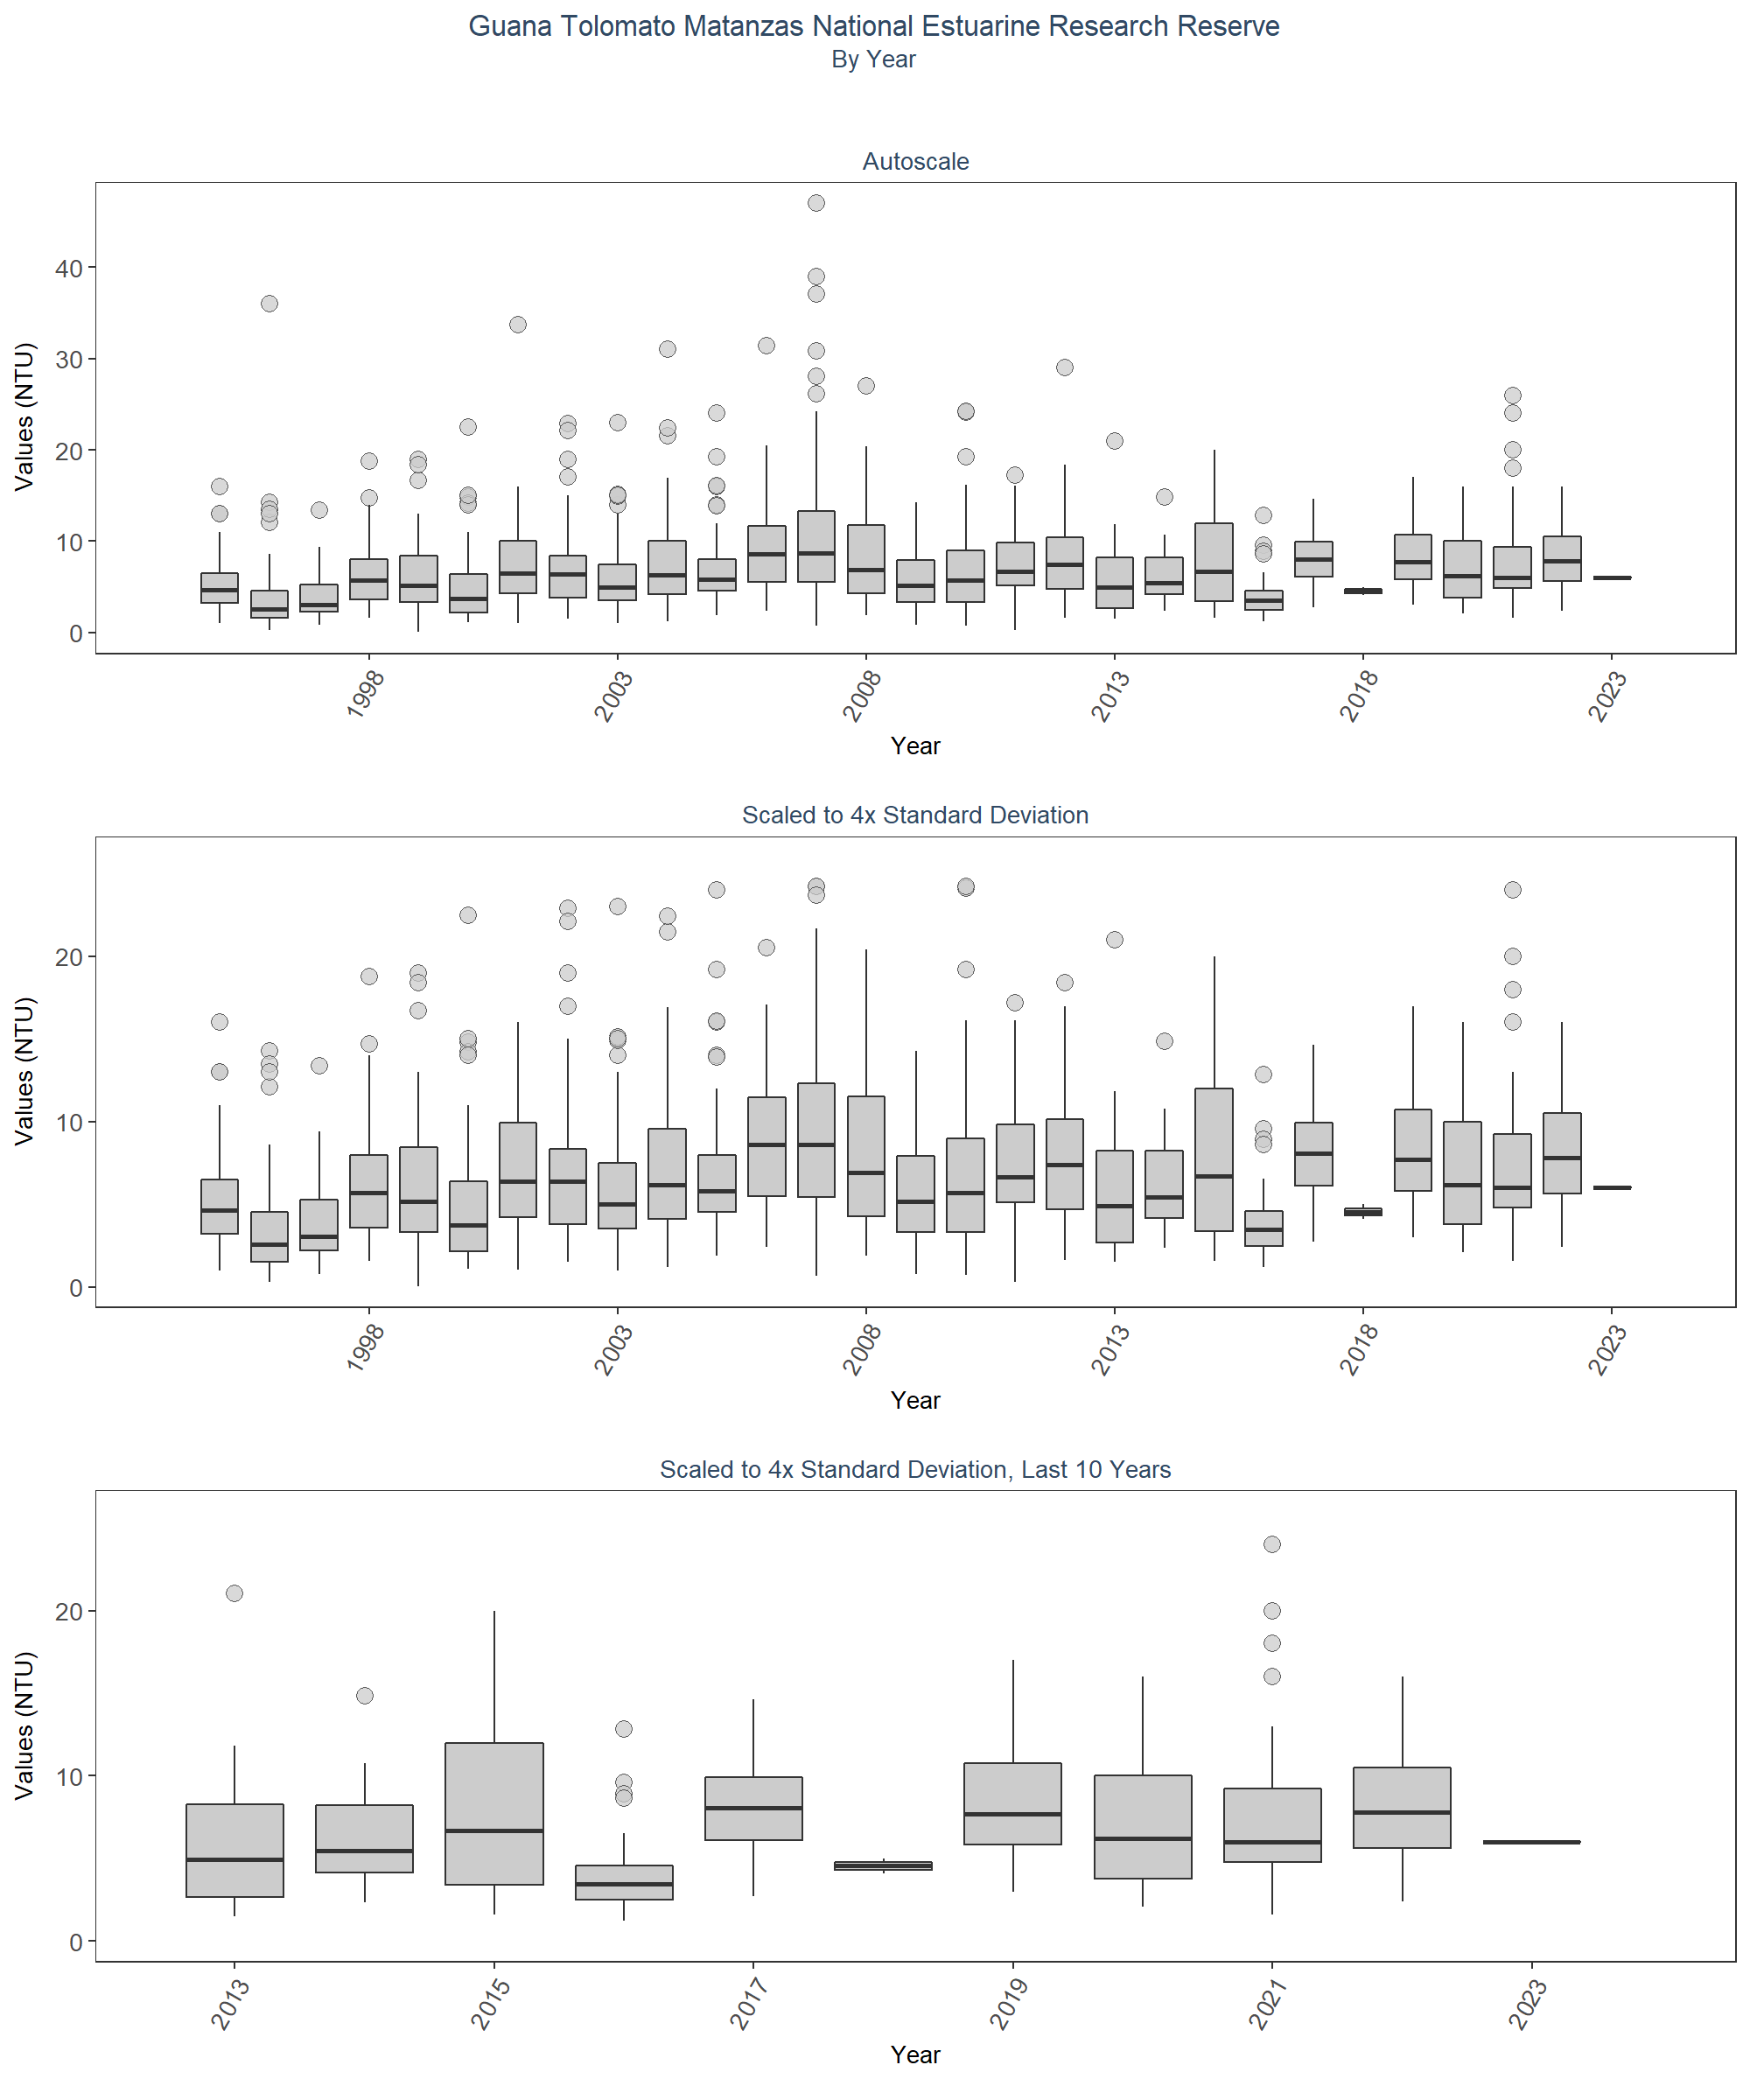 Guana Tolomato Matanzas National Estuarine Research Reserve
By Year
Autoscale
Values (NTU)
40
30
20
10
0
1998
2003
2008
2013
2018
2023
Year
Scaled to 4x Standard Deviation
Values (NTU)
20
10
0
1998
2003
2008
2013
2018
2023
Year
Scaled to 4x Standard Deviation, Last 10 Years
Values (NTU)
20
10
0
2013
2015
2017
2019
2021
2023
Year